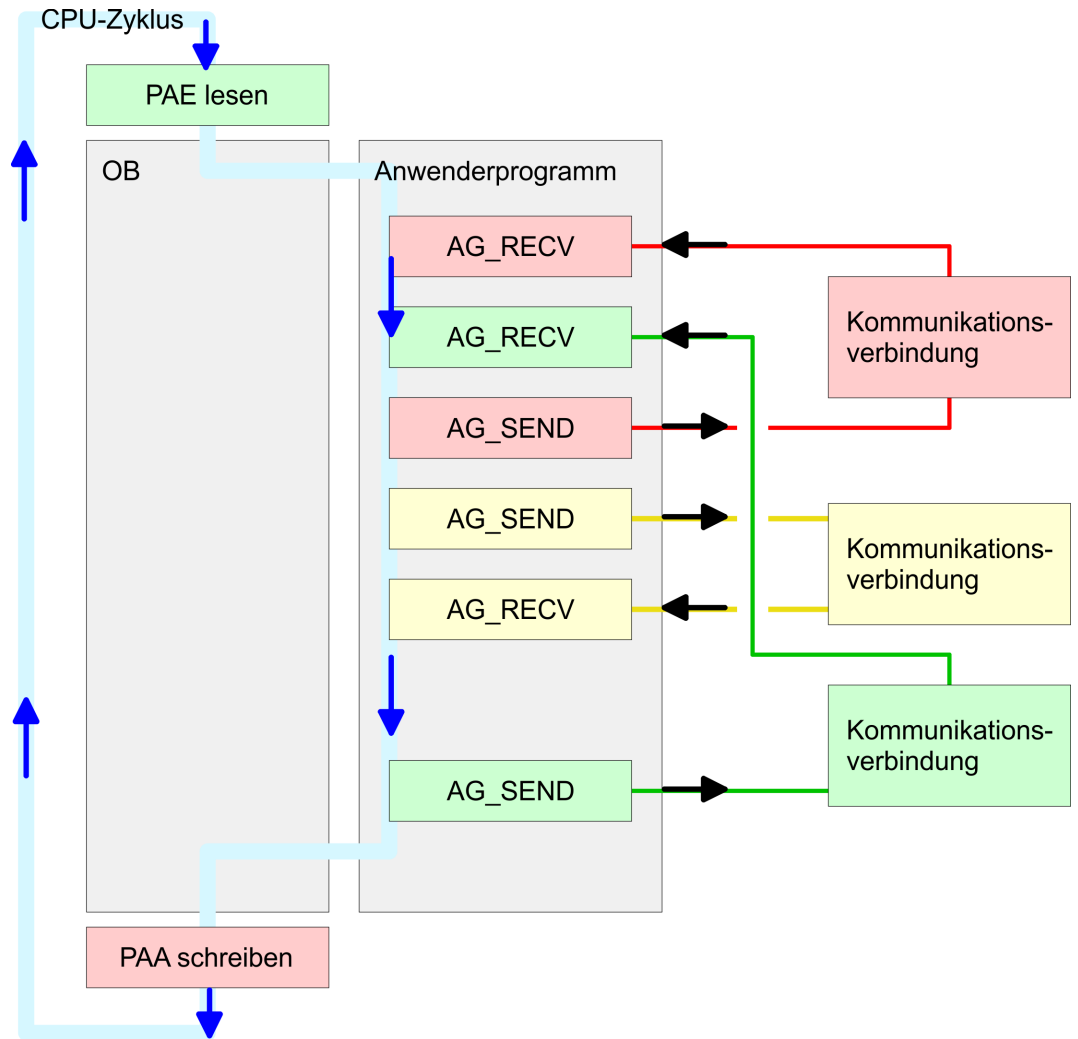 CPU-Zyklus
PAE lesen
OB
Anwenderprogramm
AG_RECV
AG_RECV
AG_SEND
AG_SEND
AG_RECV
AG_SEND
Kommunikations-
verbindung
Kommunikations-
verbindung
Kommunikations-
verbindung
PAA schreiben